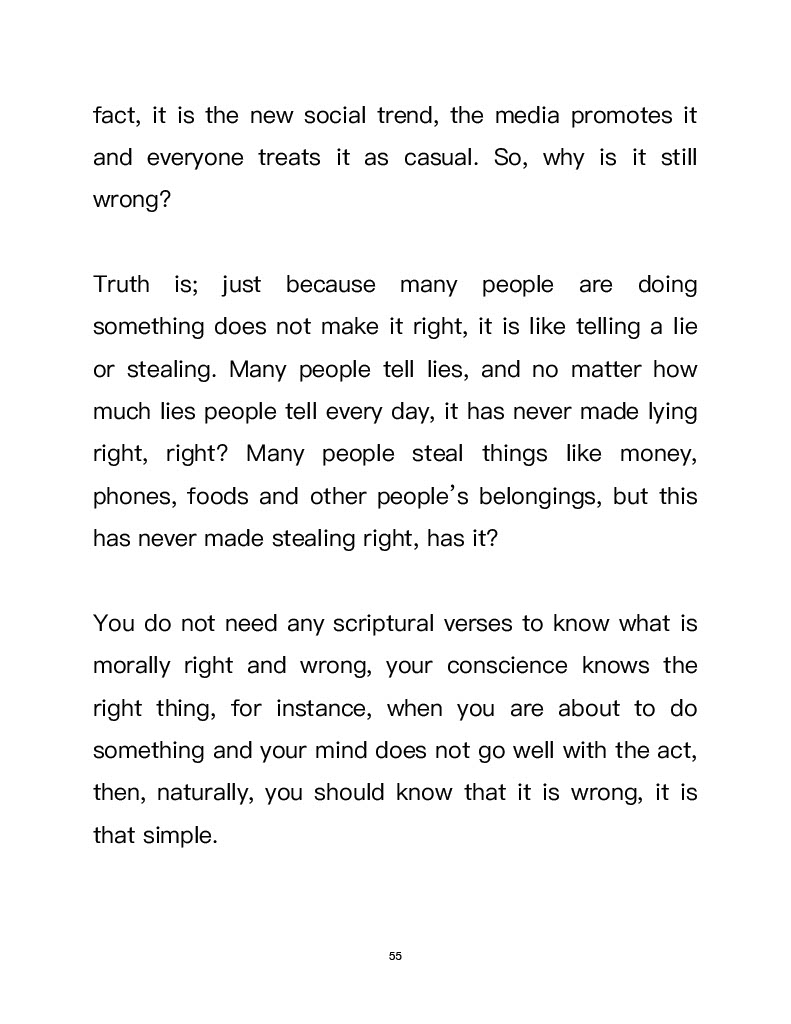 fact, it is the new social trend, the media promotes it
and everyone treats it as casual. So, why is it still
wrong?
Truth is; just because many people are doing
something does not make it right, it is like telling a lie
or stealing. Many people tell lies, and no matter how
much lies people tell every day, it has never made lying
right, right? Many people steal things like money,
phones, foods and other people’s belongings, but this
has never made stealing right, has it?
You do not need any scriptural verses to know what is
morally right and wrong, your conscience knows the
right thing, for instance, when you are about to do
something and your mind does not go well with the act,
then, naturally, you should know that it is wrong, it is
that simple.
55